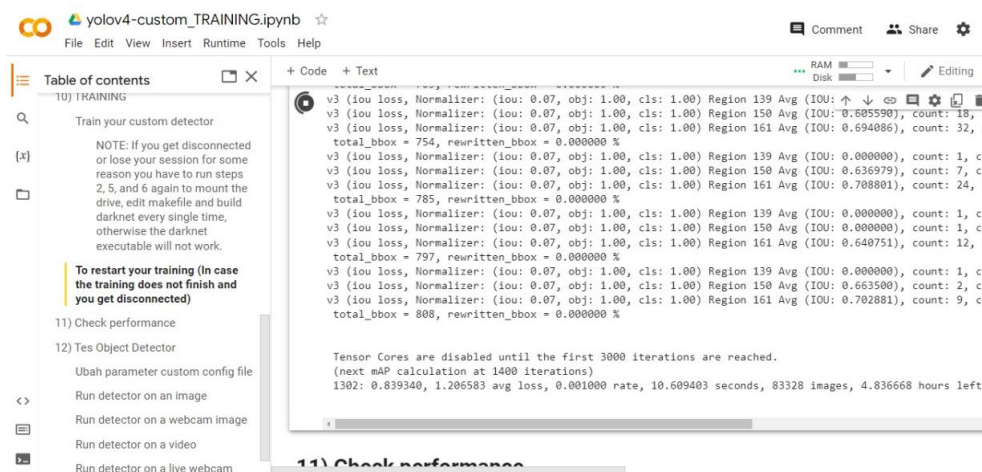 yolov4-custom_TRAINING.ipynb
File Edit View Insert Runtime Tools Help
Comment
Share
Table of contents
+ Code + Text
RAM
Disk
Editing
10) TRAINING
Train your custom detector
NOTE: If you get disconnected
or lose your session for some
reason you have to run steps
2, 5, and 6 again to mount the
drive, edit makefile and build
darknet every single time,
otherwise the darknet
executable will not work.
To restart your training (In case
the training does not finish and
you get disconnected)
11) Check performance
12) Tes Object Detector
Ubah parameter custom config file
Run detector on an image
Run detector on a webcam image
Run detector on a video
Run detector on a live webcam
{x}
<>
v3 (iou loss, Normalizer: (iou: 0.07, obj: 1.00, cls: 1.00) Region 139 Avg (IOU:
v3 (iou loss, Normalizer: (iou: 0.07, obj: 1.00, cls: 1.00) Region 150 Avg (IOU: 0.605590), count: 18,
v3 (iou loss, Normalizer: (iou: 0.07, obj: 1.00, cls: 1.00) Region 161 Avg (IOU: 0.694086), count: 32,
total_bbox = 754, rewritten_bbox = 0.000000 %
v3 (iou loss, Normalizer: (iou: 0.07, obj: 1.00, cls: 1.00) Region 139 Avg (IOU: 0.000000), count: 1, c
v3 (iou loss, Normalizer: (iou: 0.07, obj: 1.00, cls: 1.00) Region 150 Avg (IOU: 0.636979), count: 7, c
v3 (iou loss, Normalizer: (iou: 0.07, obj: 1.00, cls: 1.00) Region 161 Avg (IOU: 0.708801), count: 24,
total_bbox = 785, rewritten_bbox = 0.000000 %
v3 (iou loss, Normalizer: (iou: 0.07, obj: 1.00, cls: 1.00) Region 139 Avg (IOU: 0.000000), count: 1, c
v3 (iou loss, Normalizer: (iou: 0.07, obj: 1.00, cls: 1.00) Region 150 Avg (IOU: 0.000000), count: 1, c
v3 (iou loss, Normalizer: (iou: 0.07, obj: 1.00, cls: 1.00) Region 161 Avg (IOU: 0.640751), count: 12,
total_bbox = 797, rewritten_bbox = 0.000000 %
v3 (iou loss, Normalizer: (iou: 0.07, obj: 1.00, cls: 1.00) Region 139 Avg (IOU: 0.000000), count: 1, c
v3 (iou loss, Normalizer: (iou: 0.07, obj: 1.00, cls: 1.00) Region 150 Avg (IOU: 0.663500), count: 2, c
v3 (iou loss, Normalizer: (iou: 0.07, obj: 1.00, cls: 1.00) Region 161 Avg (IOU: 0.702881), count: 9, c
total_bbox = 808, rewritten_bbox = 0.000000 %
Tensor Cores are disabled until the first 3000 iterations are reached.
(next mAP calculation at 1400 iterations)
1302: 0.839340, 1.206583 avg loss, 0.001000 rate, 10.609403 seconds, 83328 images, 4.836668 hours left
11) Check performance